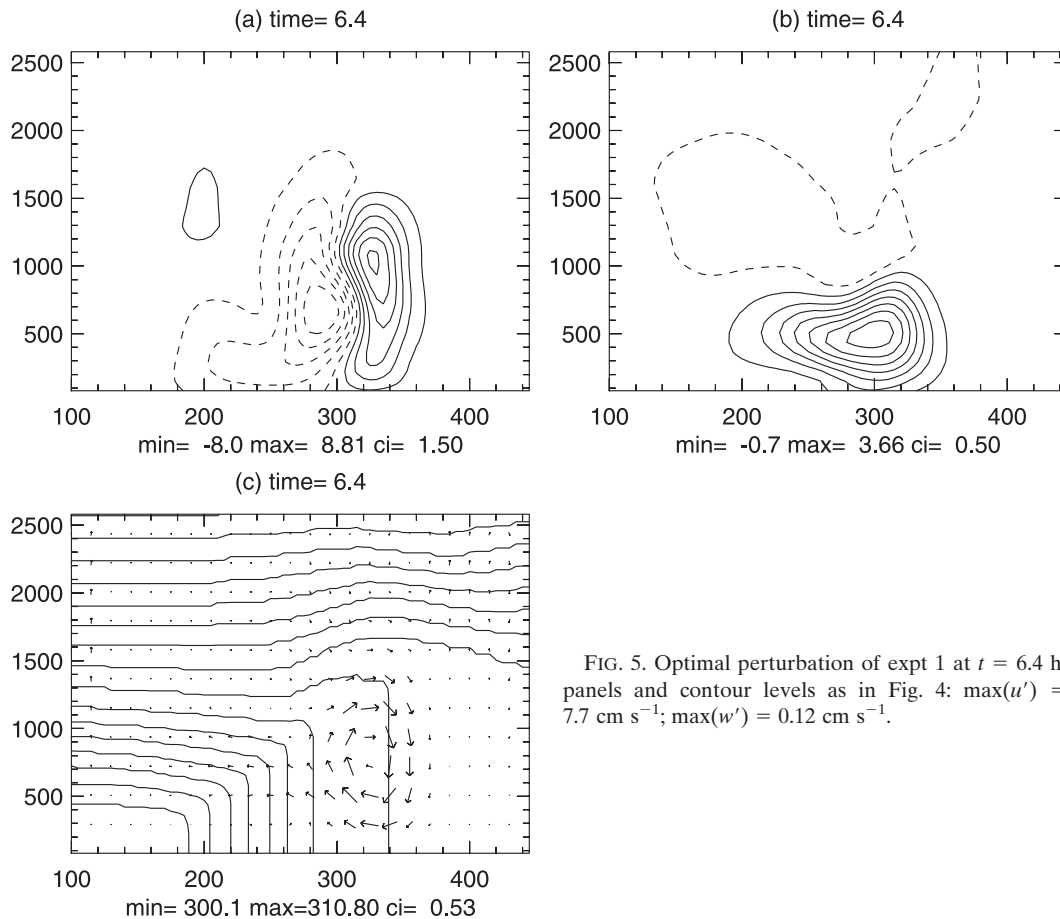 (a) time= 6.4
(b) time= 6.4
2500
2000
1500
1000
500
100 200 300 400
min= -8.0 max= 8.81 ci= 1.50
2500
2000
1500
1000
500
100 200 300 400
min= -0.7 max= 3.66 ci= 0.50
(c) time= 6.4
2500
2000
1500
1000
500
100 200 300 400
min= 300.1 max=310.80 ci= 0.53
FIG. 5. Optimal perturbation of expt 1 at t = 6.4 h
panels and contour levels as in Fig. 4: max(u′) =
7.7 cm s⁻¹; max(w′) = 0.12 cm s⁻¹.